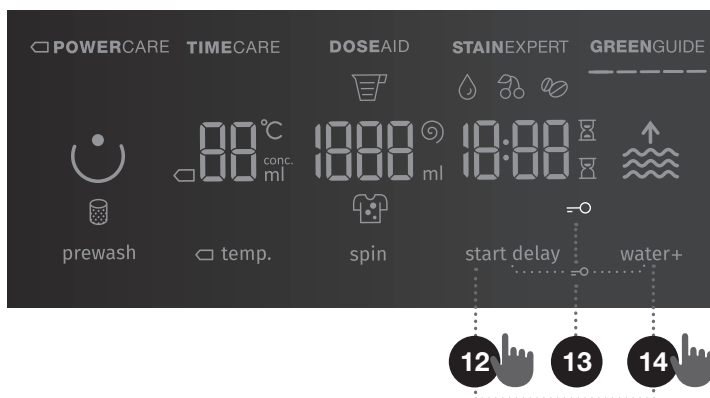 POWERCARE TIMECARE DOSEAID STAINEXPERT GREENGUIDE
88 °C conc. ml 1888 ml 18:88
prewash temp. spin start delay water+
12 13 14